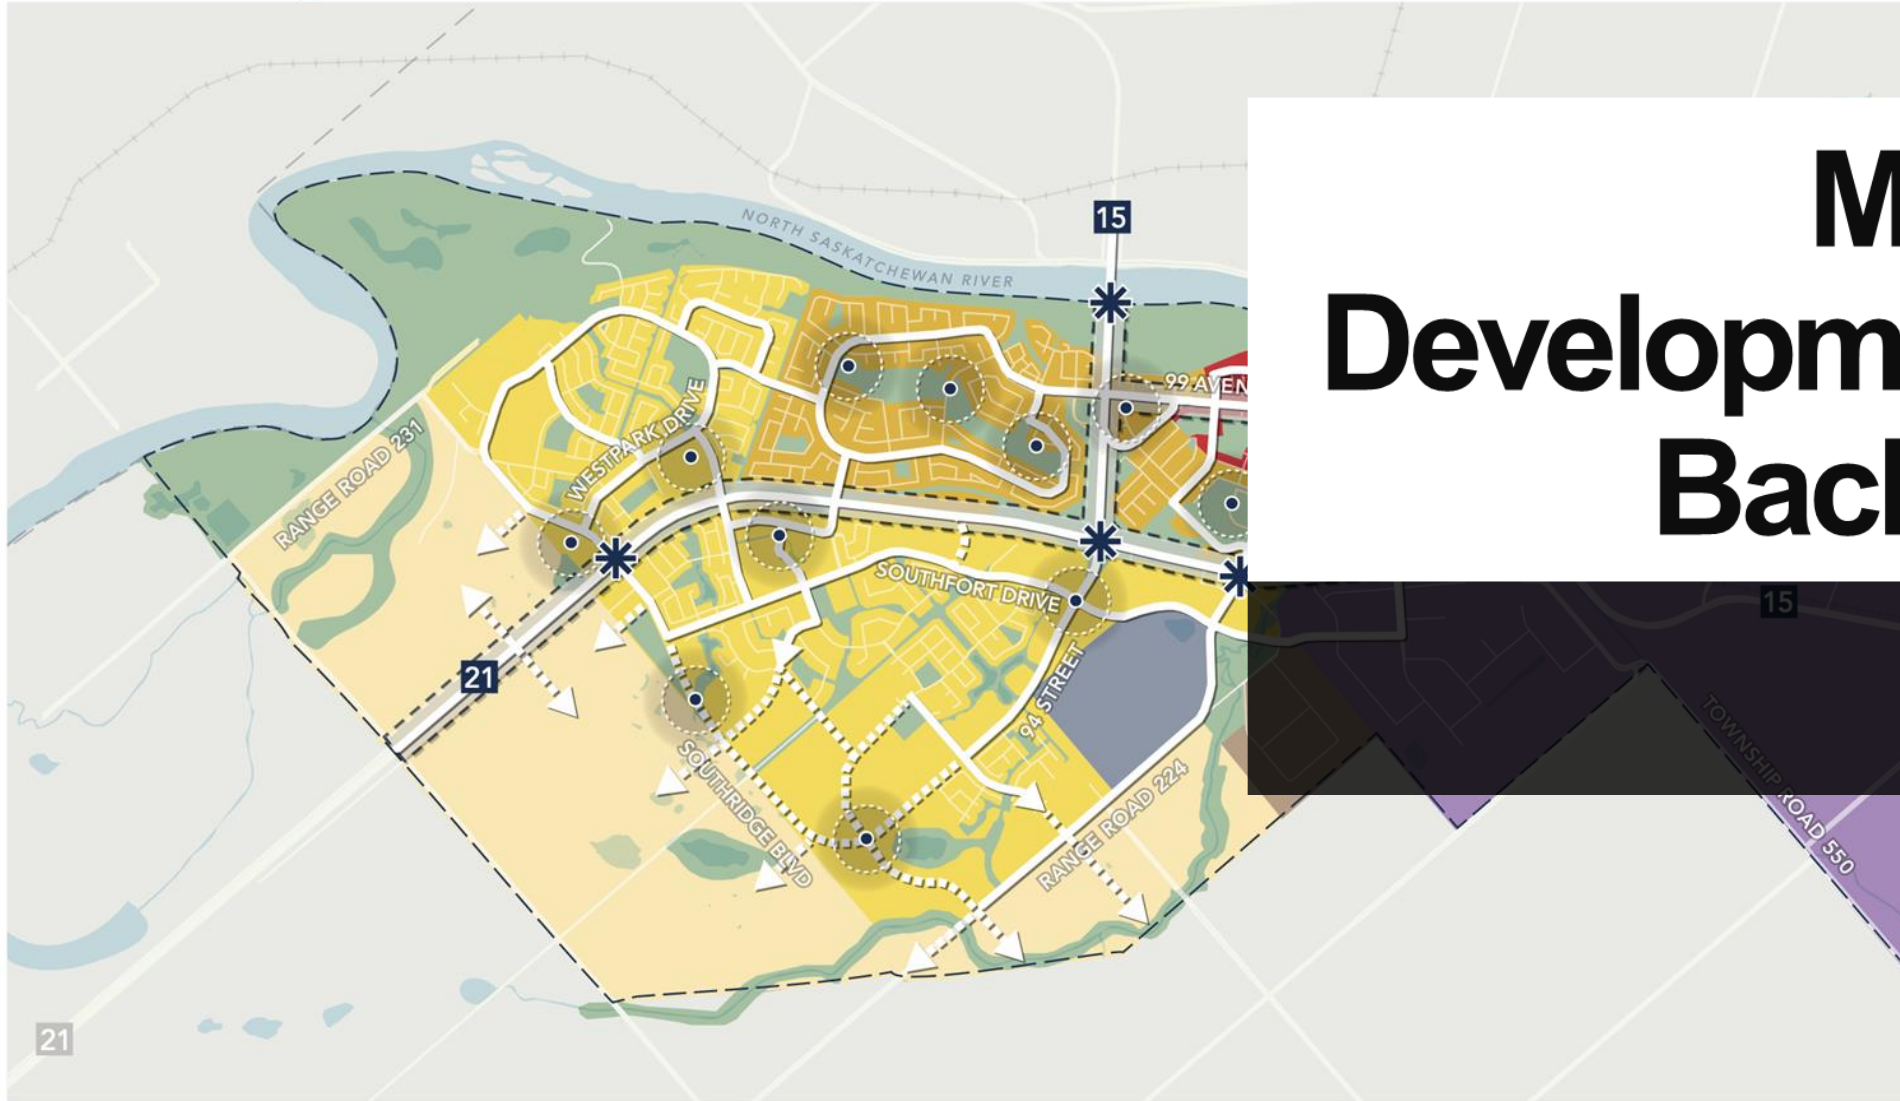 15
NORTH SASKATCHEWAN RIVER
M
Developm
Bac
99 AVEN
RANGE ROAD 231
WESTPARK DRIVE
SOUTHFORT DRIVE
15
21
94 STREET
SOUTHRIDGE BLVD
RANGE ROAD 224
TOWNSHIP ROAD 550
21